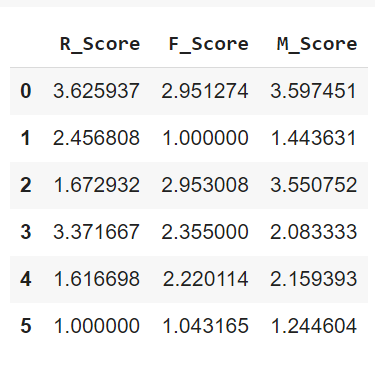 R_Score F_Score M_Score
0 3.625937 2.951274 3.597451
1 2.456808 1.000000 1.443631
2 1.672932 2.953008 3.550752
3 3.371667 2.355000 2.083333
4 1.616698 2.220114 2.159393
5 1.000000 1.043165 1.244604